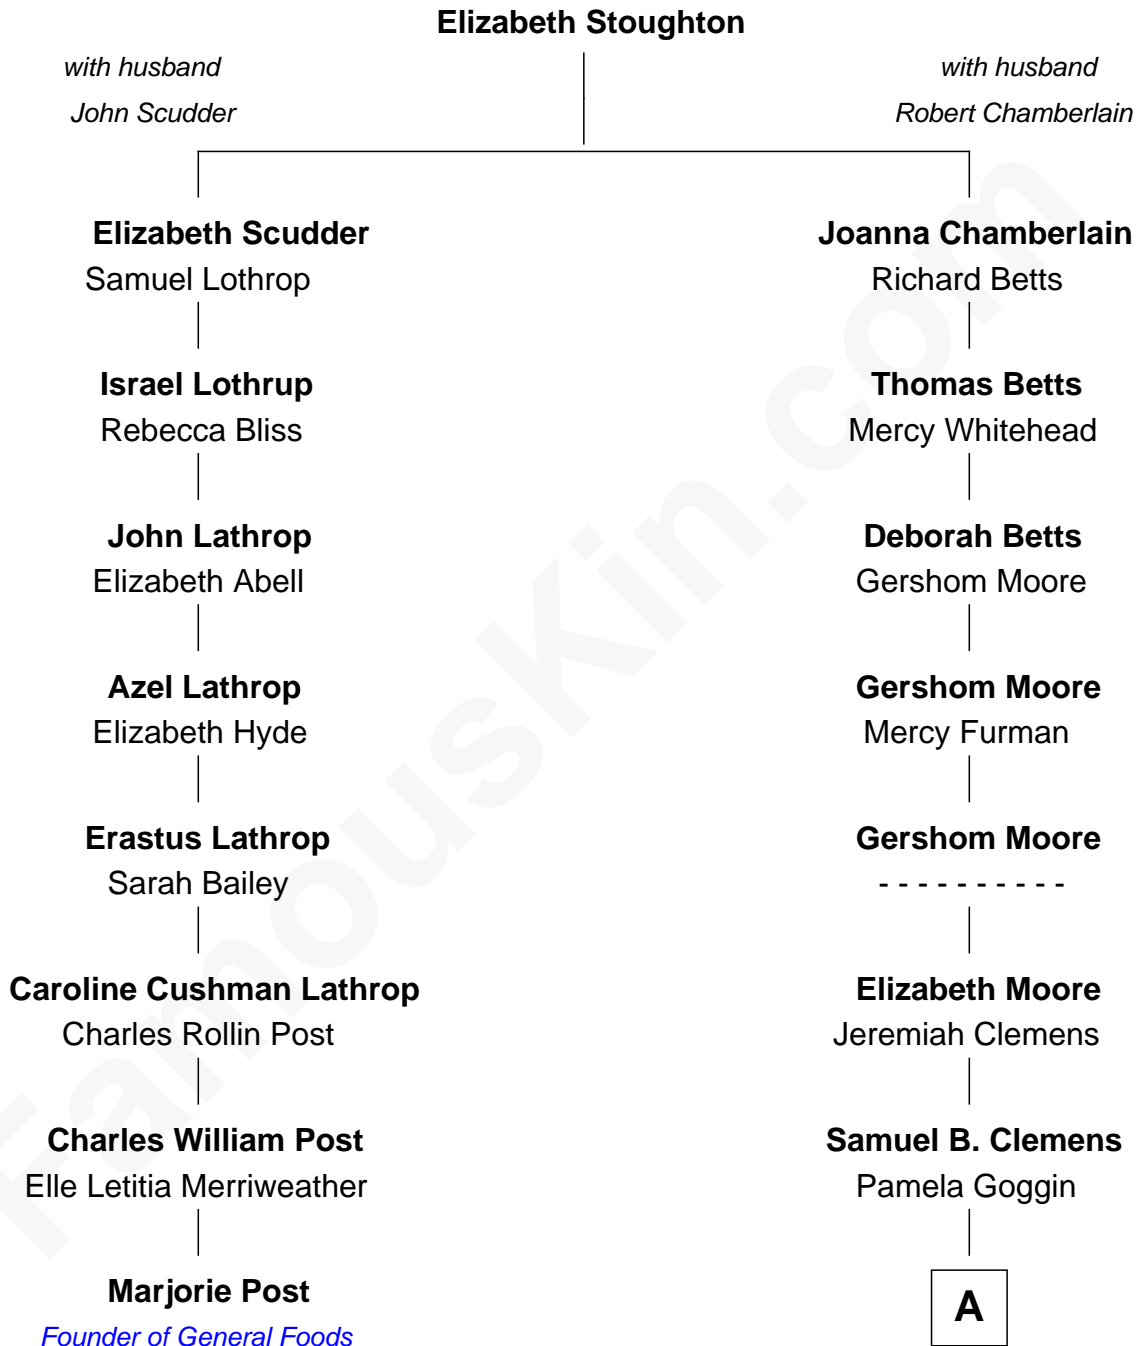 Elizabeth Stoughton
with husband
John Scudder
with husband
Robert Chamberlain
Elizabeth Scudder
Samuel Lothrop
Joanna Chamberlain
Richard Betts
Israel Lothrup
Rebecca Bliss
Thomas Betts
Mercy Whitehead
John Lathrop
Elizabeth Abell
Deborah Betts
Gershom Moore
Azel Lathrop
Elizabeth Hyde
Gershom Moore
Mercy Furman
Erastus Lathrop
Sarah Bailey
Gershom Moore
- - - - - - - - - -
Caroline Cushman Lathrop
Charles Rollin Post
Elizabeth Moore
Jeremiah Clemens
Charles William Post
Elle Letitia Merriweather
Samuel B. Clemens
Pamela Goggin
Marjorie Post
Founder of General Foods
A
FamousKin.com